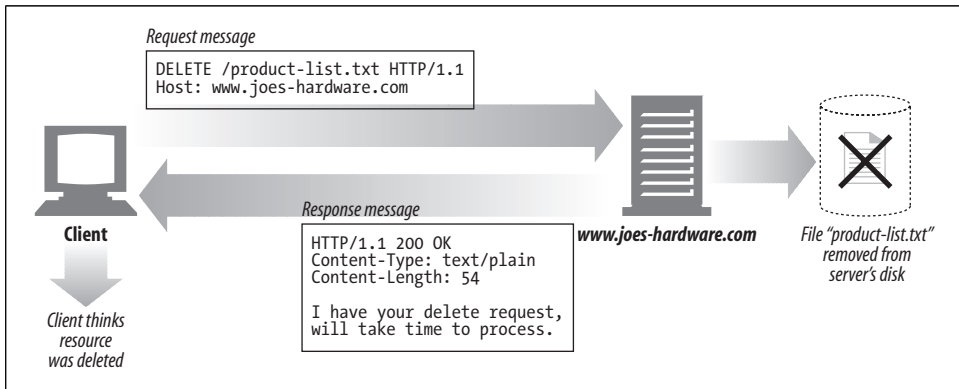 Request message
DELETE /product-list.txt HTTP/1.1
Host: www.joes-hardware.com
Client
Client thinks
resource
was deleted
Response message
HTTP/1.1 200 OK
Content-Type: text/plain
Content-Length: 54
I have your delete request,
will take time to process.
www.joes-hardware.com
File “product-list.txt”
removed from
server’s disk